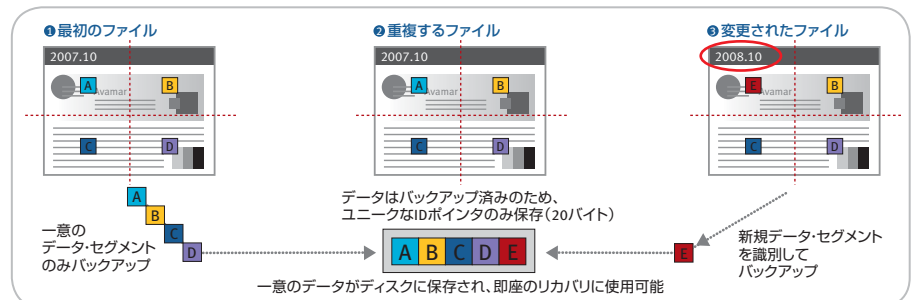 ❶最初のファイル
2007.10
A
B
Avamar
C
D
❷重複するファイル
2007.10
A
B
Avamar
C
D
❸変更されたファイル
2008.10
E
B
Avamar
C
D
A
B
C
D
一意の
データ・セグメント
のみバックアップ
データはバックアップ済みのため、
ユニークなIDポインタのみ保存(20バイト)
A B C D E
E
新規データ・セグメント
を識別して
バックアップ
一意のデータがディスクに保存され、即座のリカバリに使用可能